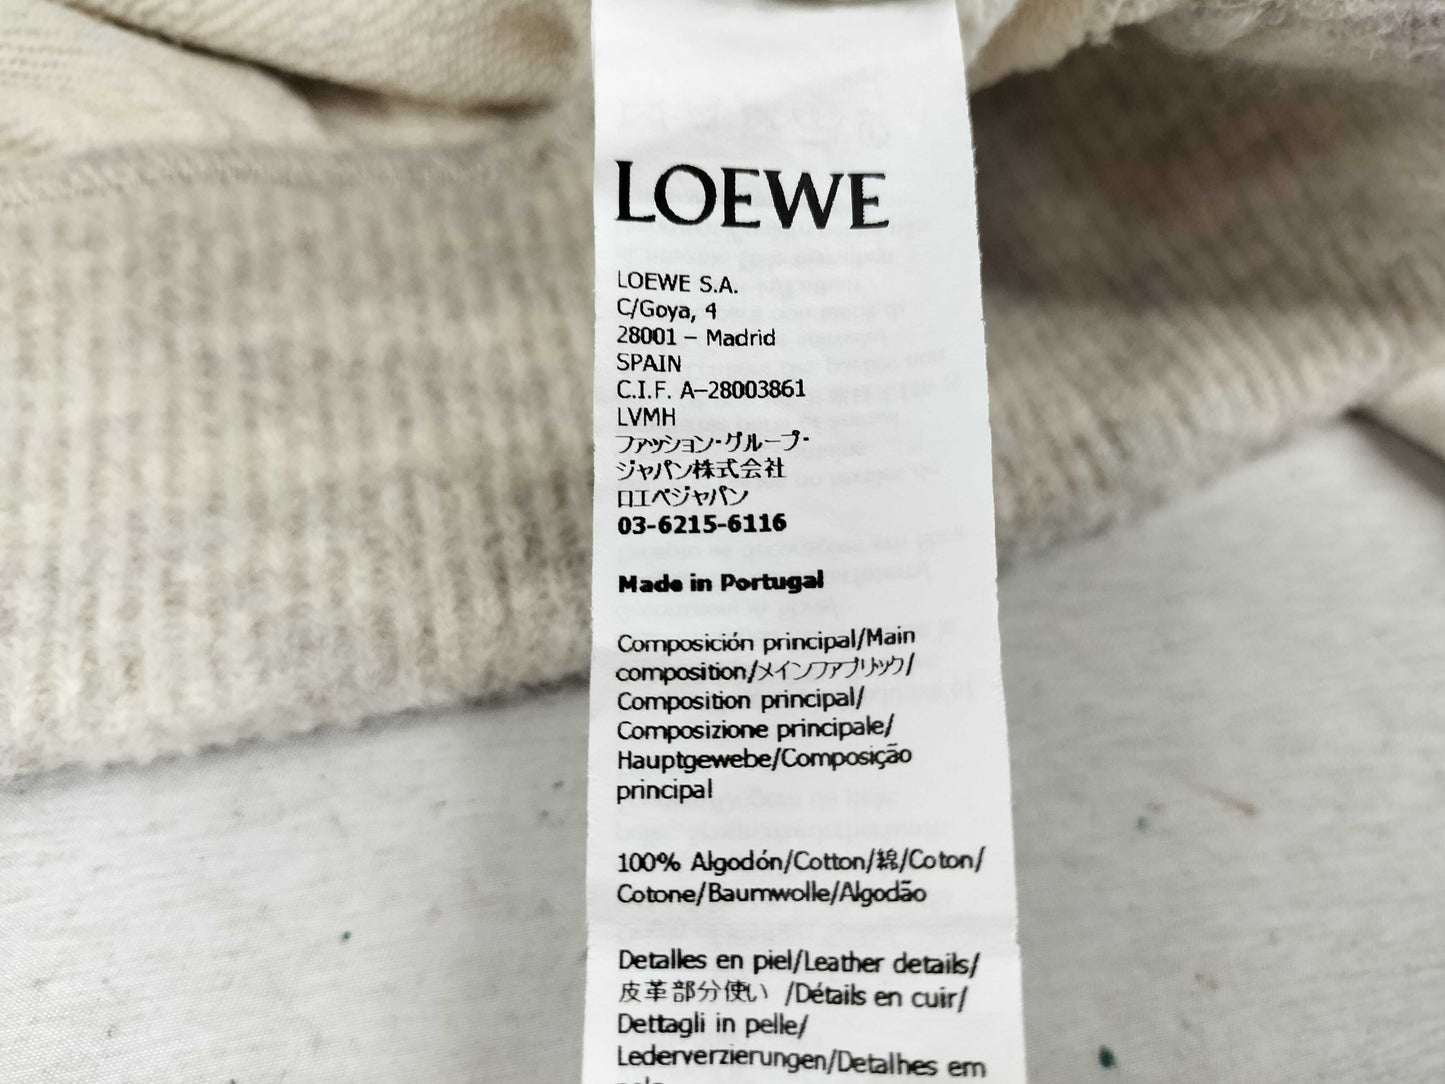 LOEWE
LOEWE S.A.
C/Goya, 4
28001 – Madrid
SPAIN
C.I.F. A–28003861
LVMH
ファッション・グループ・
ジャパン株式会社
ロエベジャパン
03-6215-6116
Made in Portugal
Composición principal/Main
composition/メインファブリック/
Composition principal/
Composizione principale/
Hauptgewebe/Composição
principal
100% Algodón/Cotton/綿/Coton/
Cotone/Baumwolle/Algodão
Detalles en piel/Leather details/
皮革部分使い /Détails en cuir/
Dettagli in pelle/
Lederverzierungen/Detalhes em